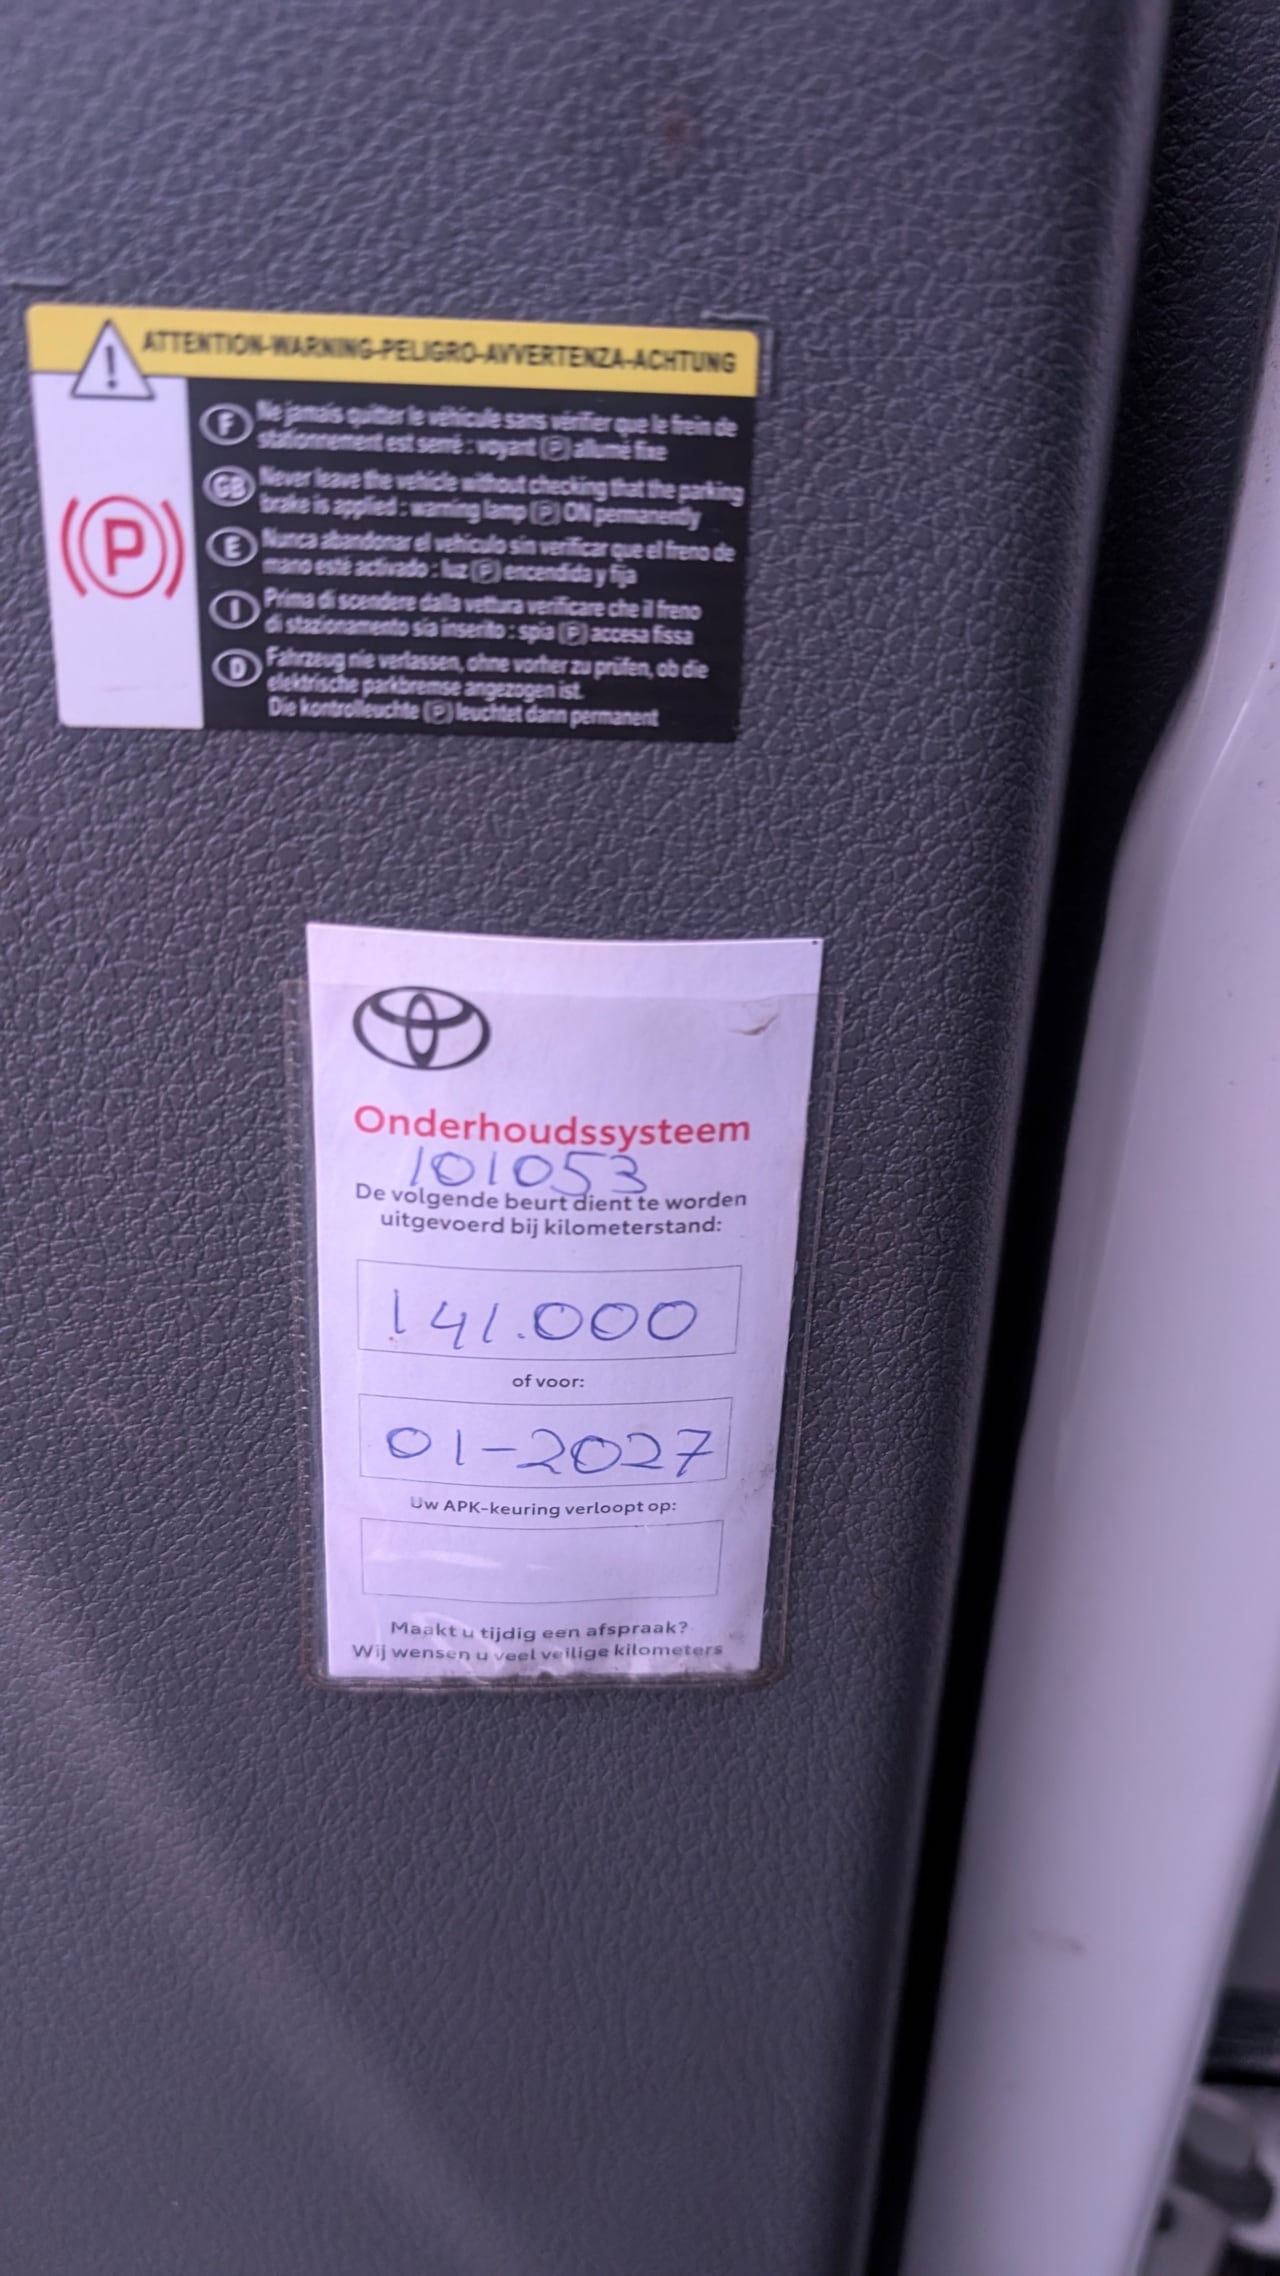 ATTENTION-WARNING-PELIGRO-AVVERTENZA-ACHTUNG
P
F Ne jamais quitter le véhicule sans vérifier que le frein de
stationnement est serré : voyant (P) allumé fixe
GB Never leave the vehicle without checking that the parking
brake is applied : warning lamp (P) ON permanently
E Nunca abandonar el vehiculo sin verificar que el freno de
mano esté activado : luz (P) encendida y fija
I Prima di scendere dalla vettura verificare che il freno
di stazionamento sia inserito : spia (P) accesa fissa
D Fahrzeug nie verlassen, ohne vorher zu prüfen, ob die
elektrische parkbremse angezogen ist.
Die kontrolleuchte (P) leuchtet dann permanent
Onderhoudssysteem
101053
De volgende beurt dient te worden
uitgevoerd bij kilometerstand:
141.000
of voor:
01-2027
Uw APK-keuring verloopt op:
Maakt u tijdig een afspraak?
Wij wensen u veel veilige kilometers